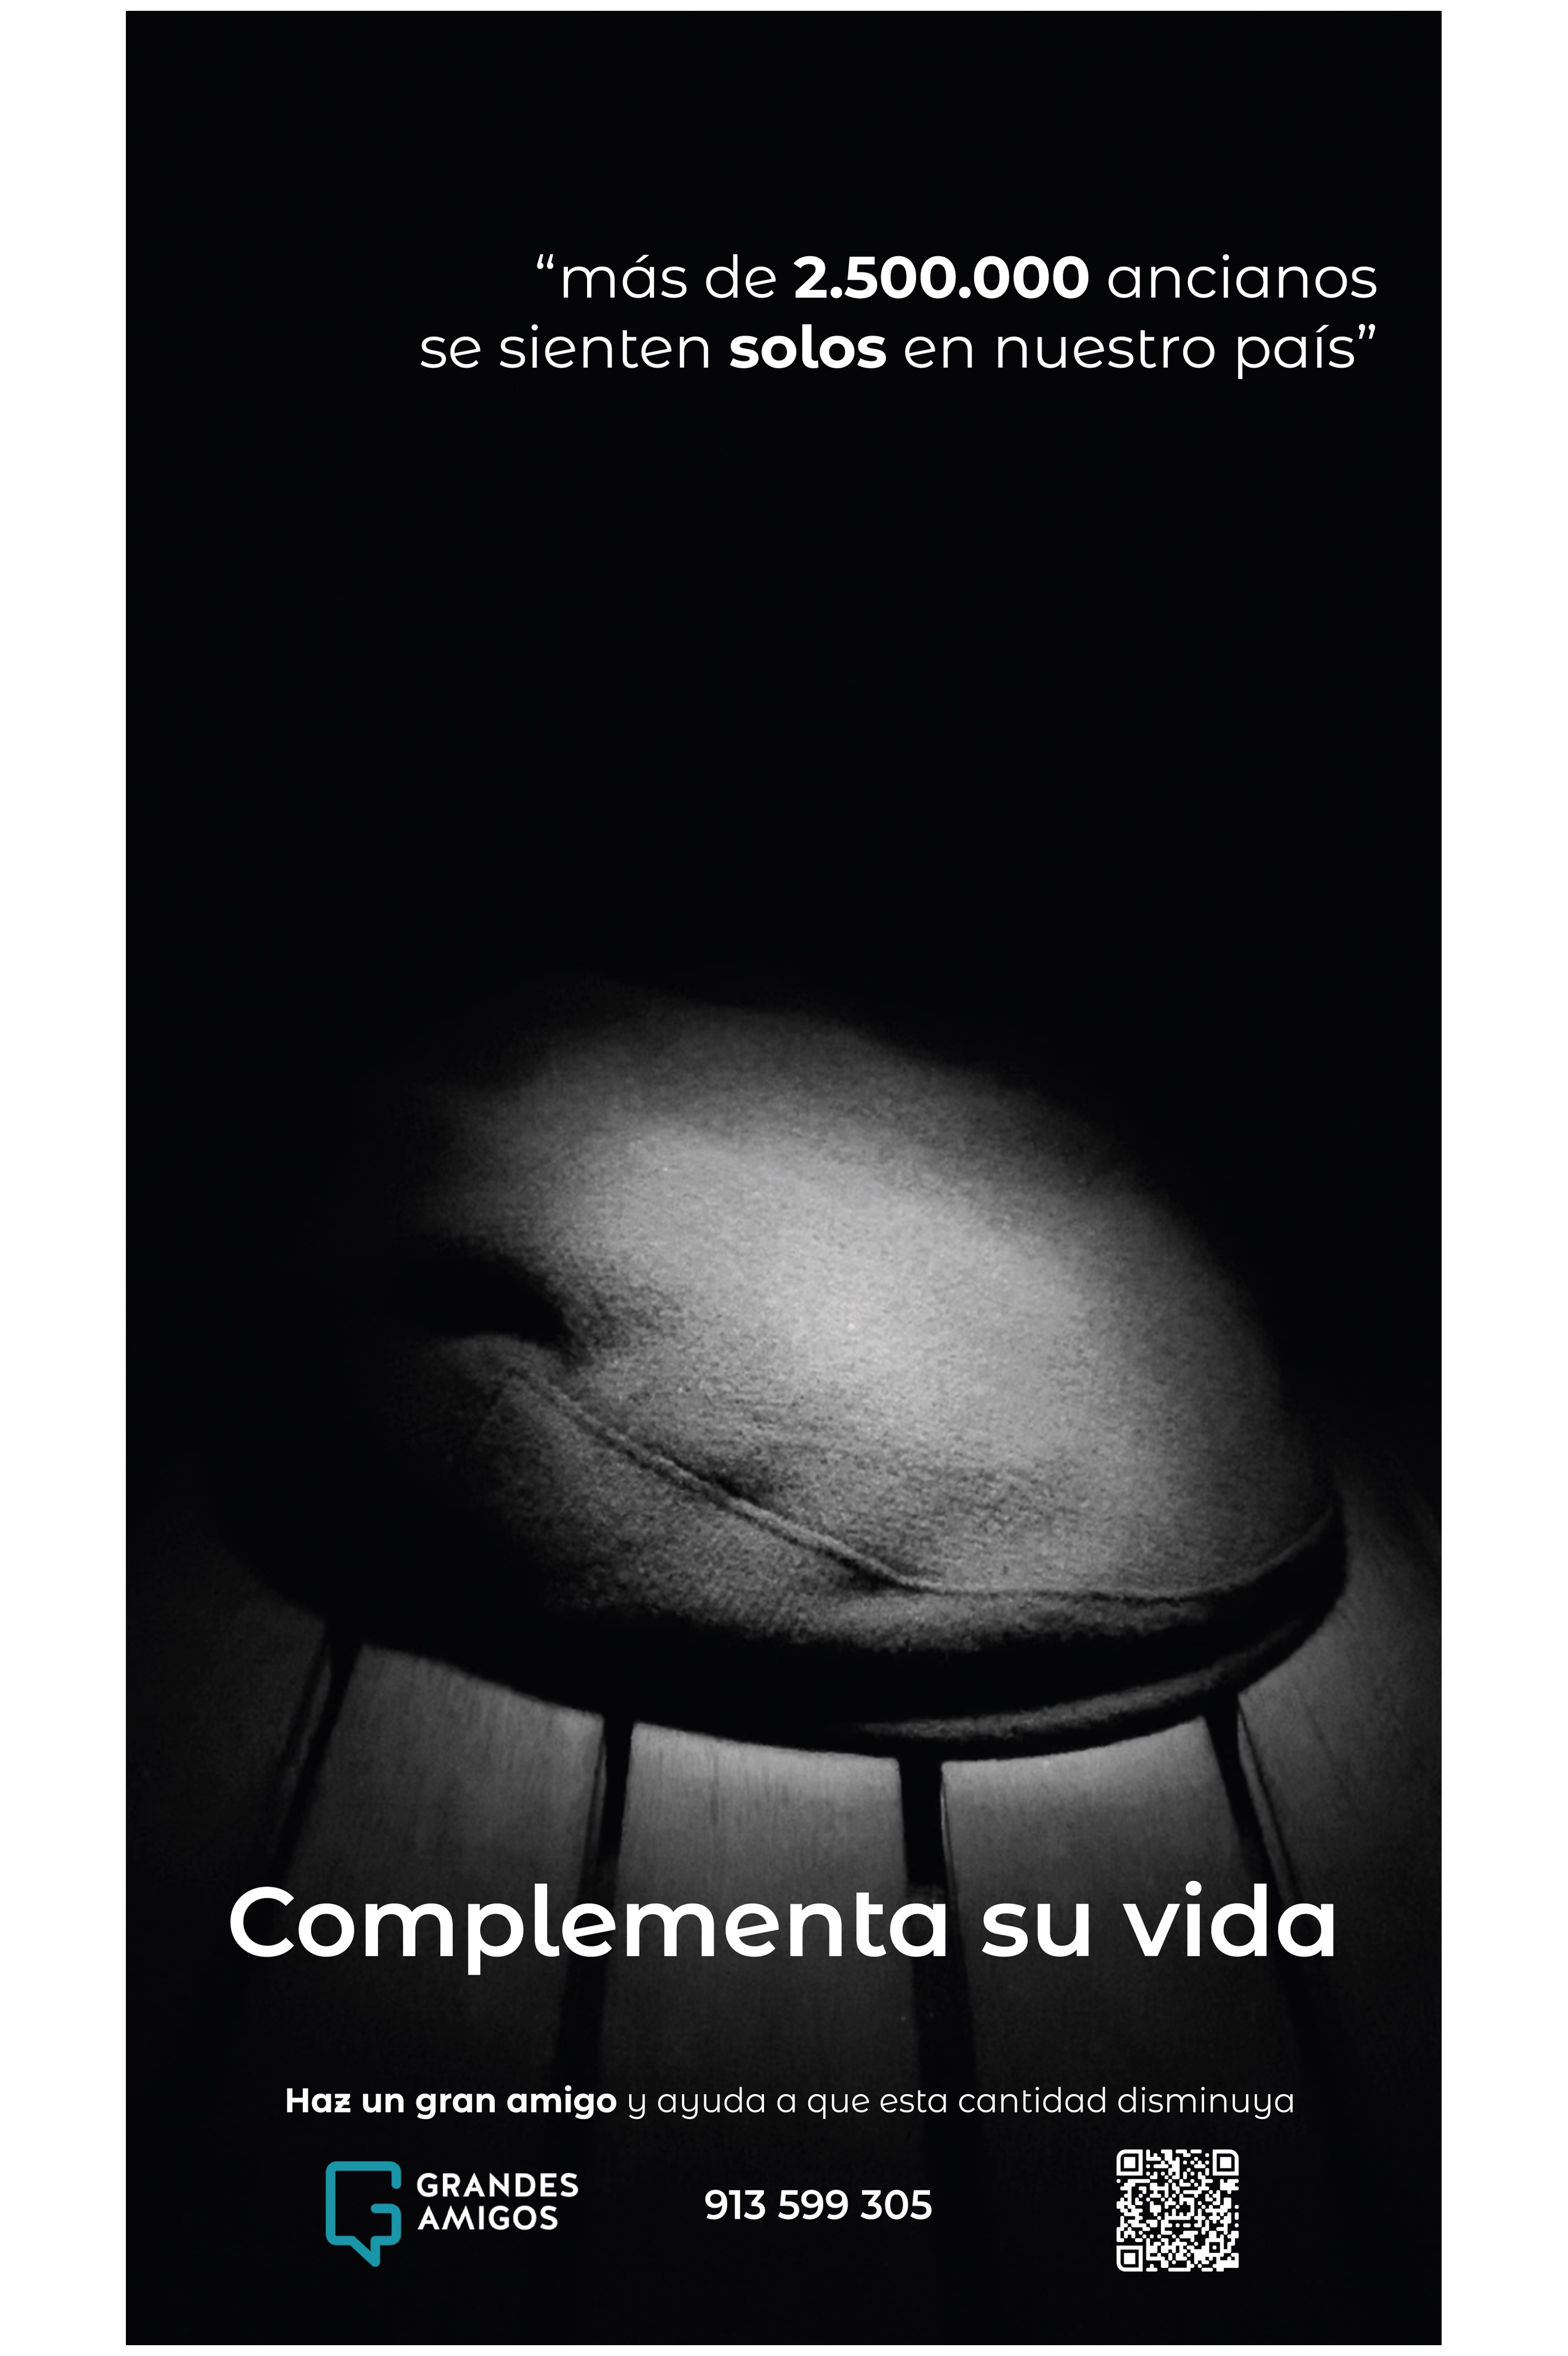 “más de 2.500.000 ancianos
se sienten solos en nuestro país”
Complementa su vida
Haz un gran amigo y ayuda a que esta cantidad disminuya
GRANDES
AMIGOS
913 599 305